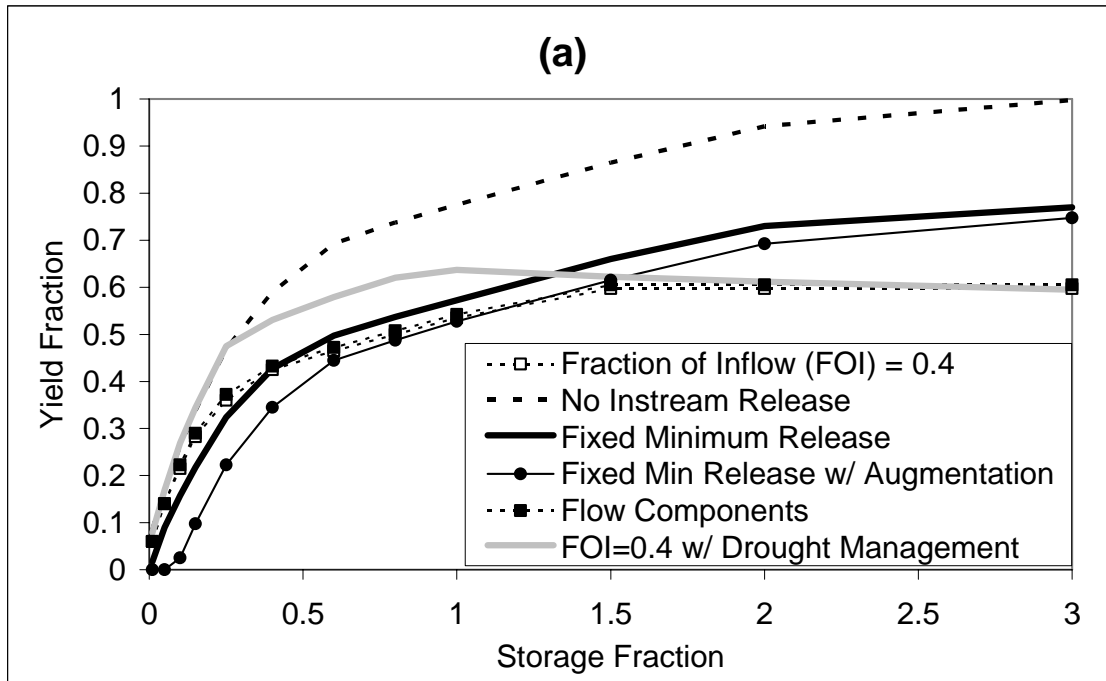 (a)
1
0.9
0.8
0.7
0.6
0.5
0.4
0.3
0.2
0.1
0
Yield Fraction
Fraction of Inflow (FOI) = 0.4
No Instream Release
Fixed Minimum Release
Fixed Min Release w/ Augmentation
Flow Components
FOI=0.4 w/ Drought Management
0 0.5 1 1.5 2 2.5 3
Storage Fraction